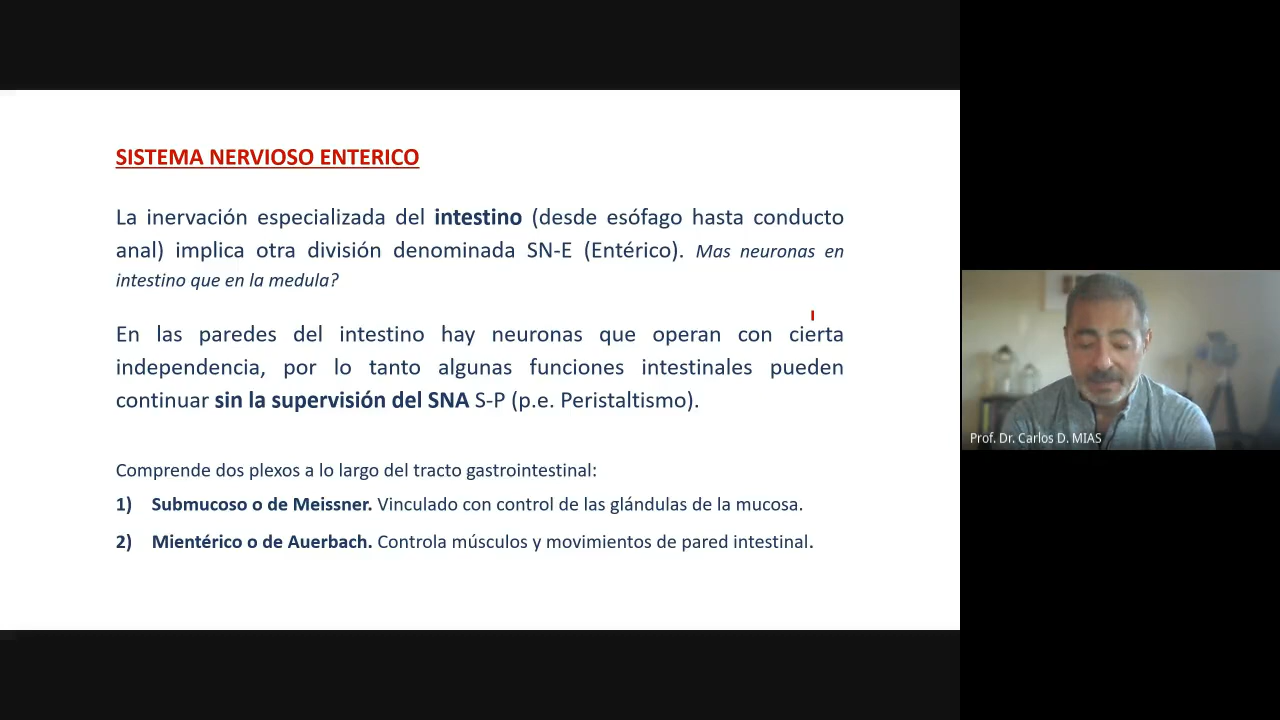 SISTEMA NERVIOSO ENTERICO
La inervación especializada del intestino (desde esófago hasta conducto
anal) implica otra división denominada SN-E (Entérico). Mas neuronas en
intestino que en la medula?
En las paredes del intestino hay neuronas que operan con cierta
independencia, por lo tanto algunas funciones intestinales pueden
continuar sin la supervisión del SNA S-P (p.e. Peristaltismo).
Comprende dos plexos a lo largo del tracto gastrointestinal:
1) Submucoso o de Meissner. Vinculado con control de las glándulas de la mucosa.
2) Mientérico o de Auerbach. Controla músculos y movimientos de pared intestinal.
Prof. Dr. Carlos D. MIAS